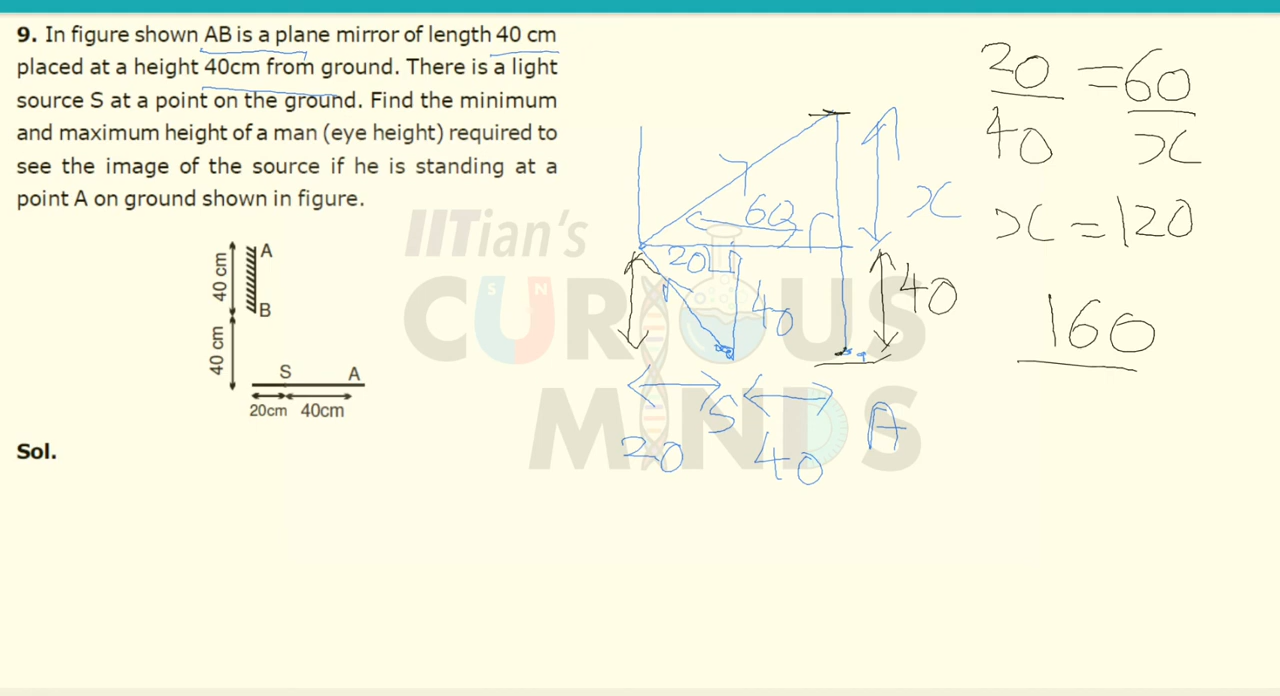 9. In figure shown AB is a plane mirror of length 40 cm
placed at a height 40cm from ground. There is a light
source S at a point on the ground. Find the minimum
and maximum height of a man (eye height) required to
see the image of the source if he is standing at a
point A on ground shown in figure.
40 cm
A
B
40 cm
S A
20cm 40cm
Sol.
IITian's
CURIOUS
S N
MINDS
60
x
20
40
40
S
A
20
40
20/40 = 60/x
x = 120
160